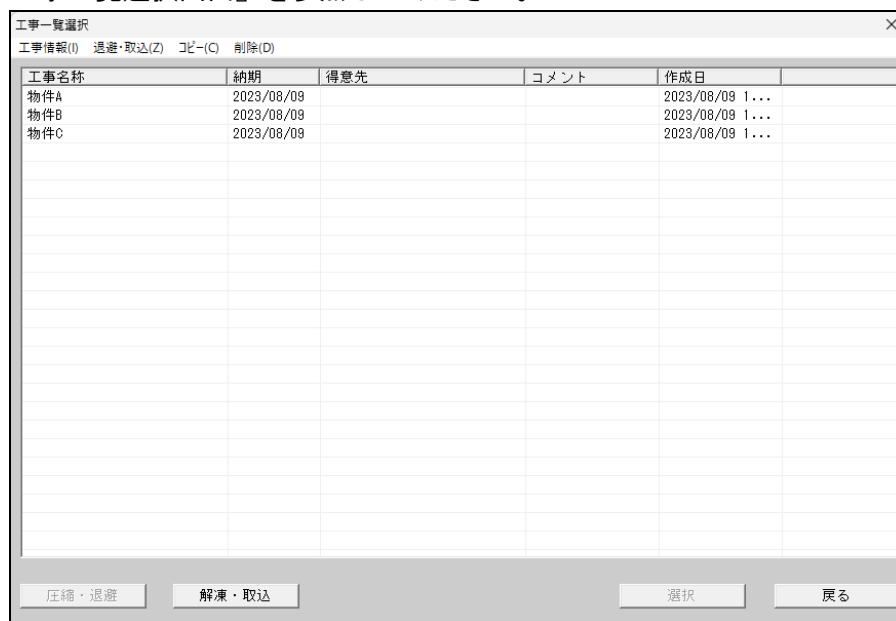 工事一覧選択
工事情報(I) 退避・取込(Z) コピー(C) 削除(D)
工事名称 納期 得意先 コメント 作成日
物件A 2023/08/09 2023/08/09 1...
物件B 2023/08/09 2023/08/09 1...
物件C 2023/08/09 2023/08/09 1...
圧縮・退避 解凍・取込 選択 戻る